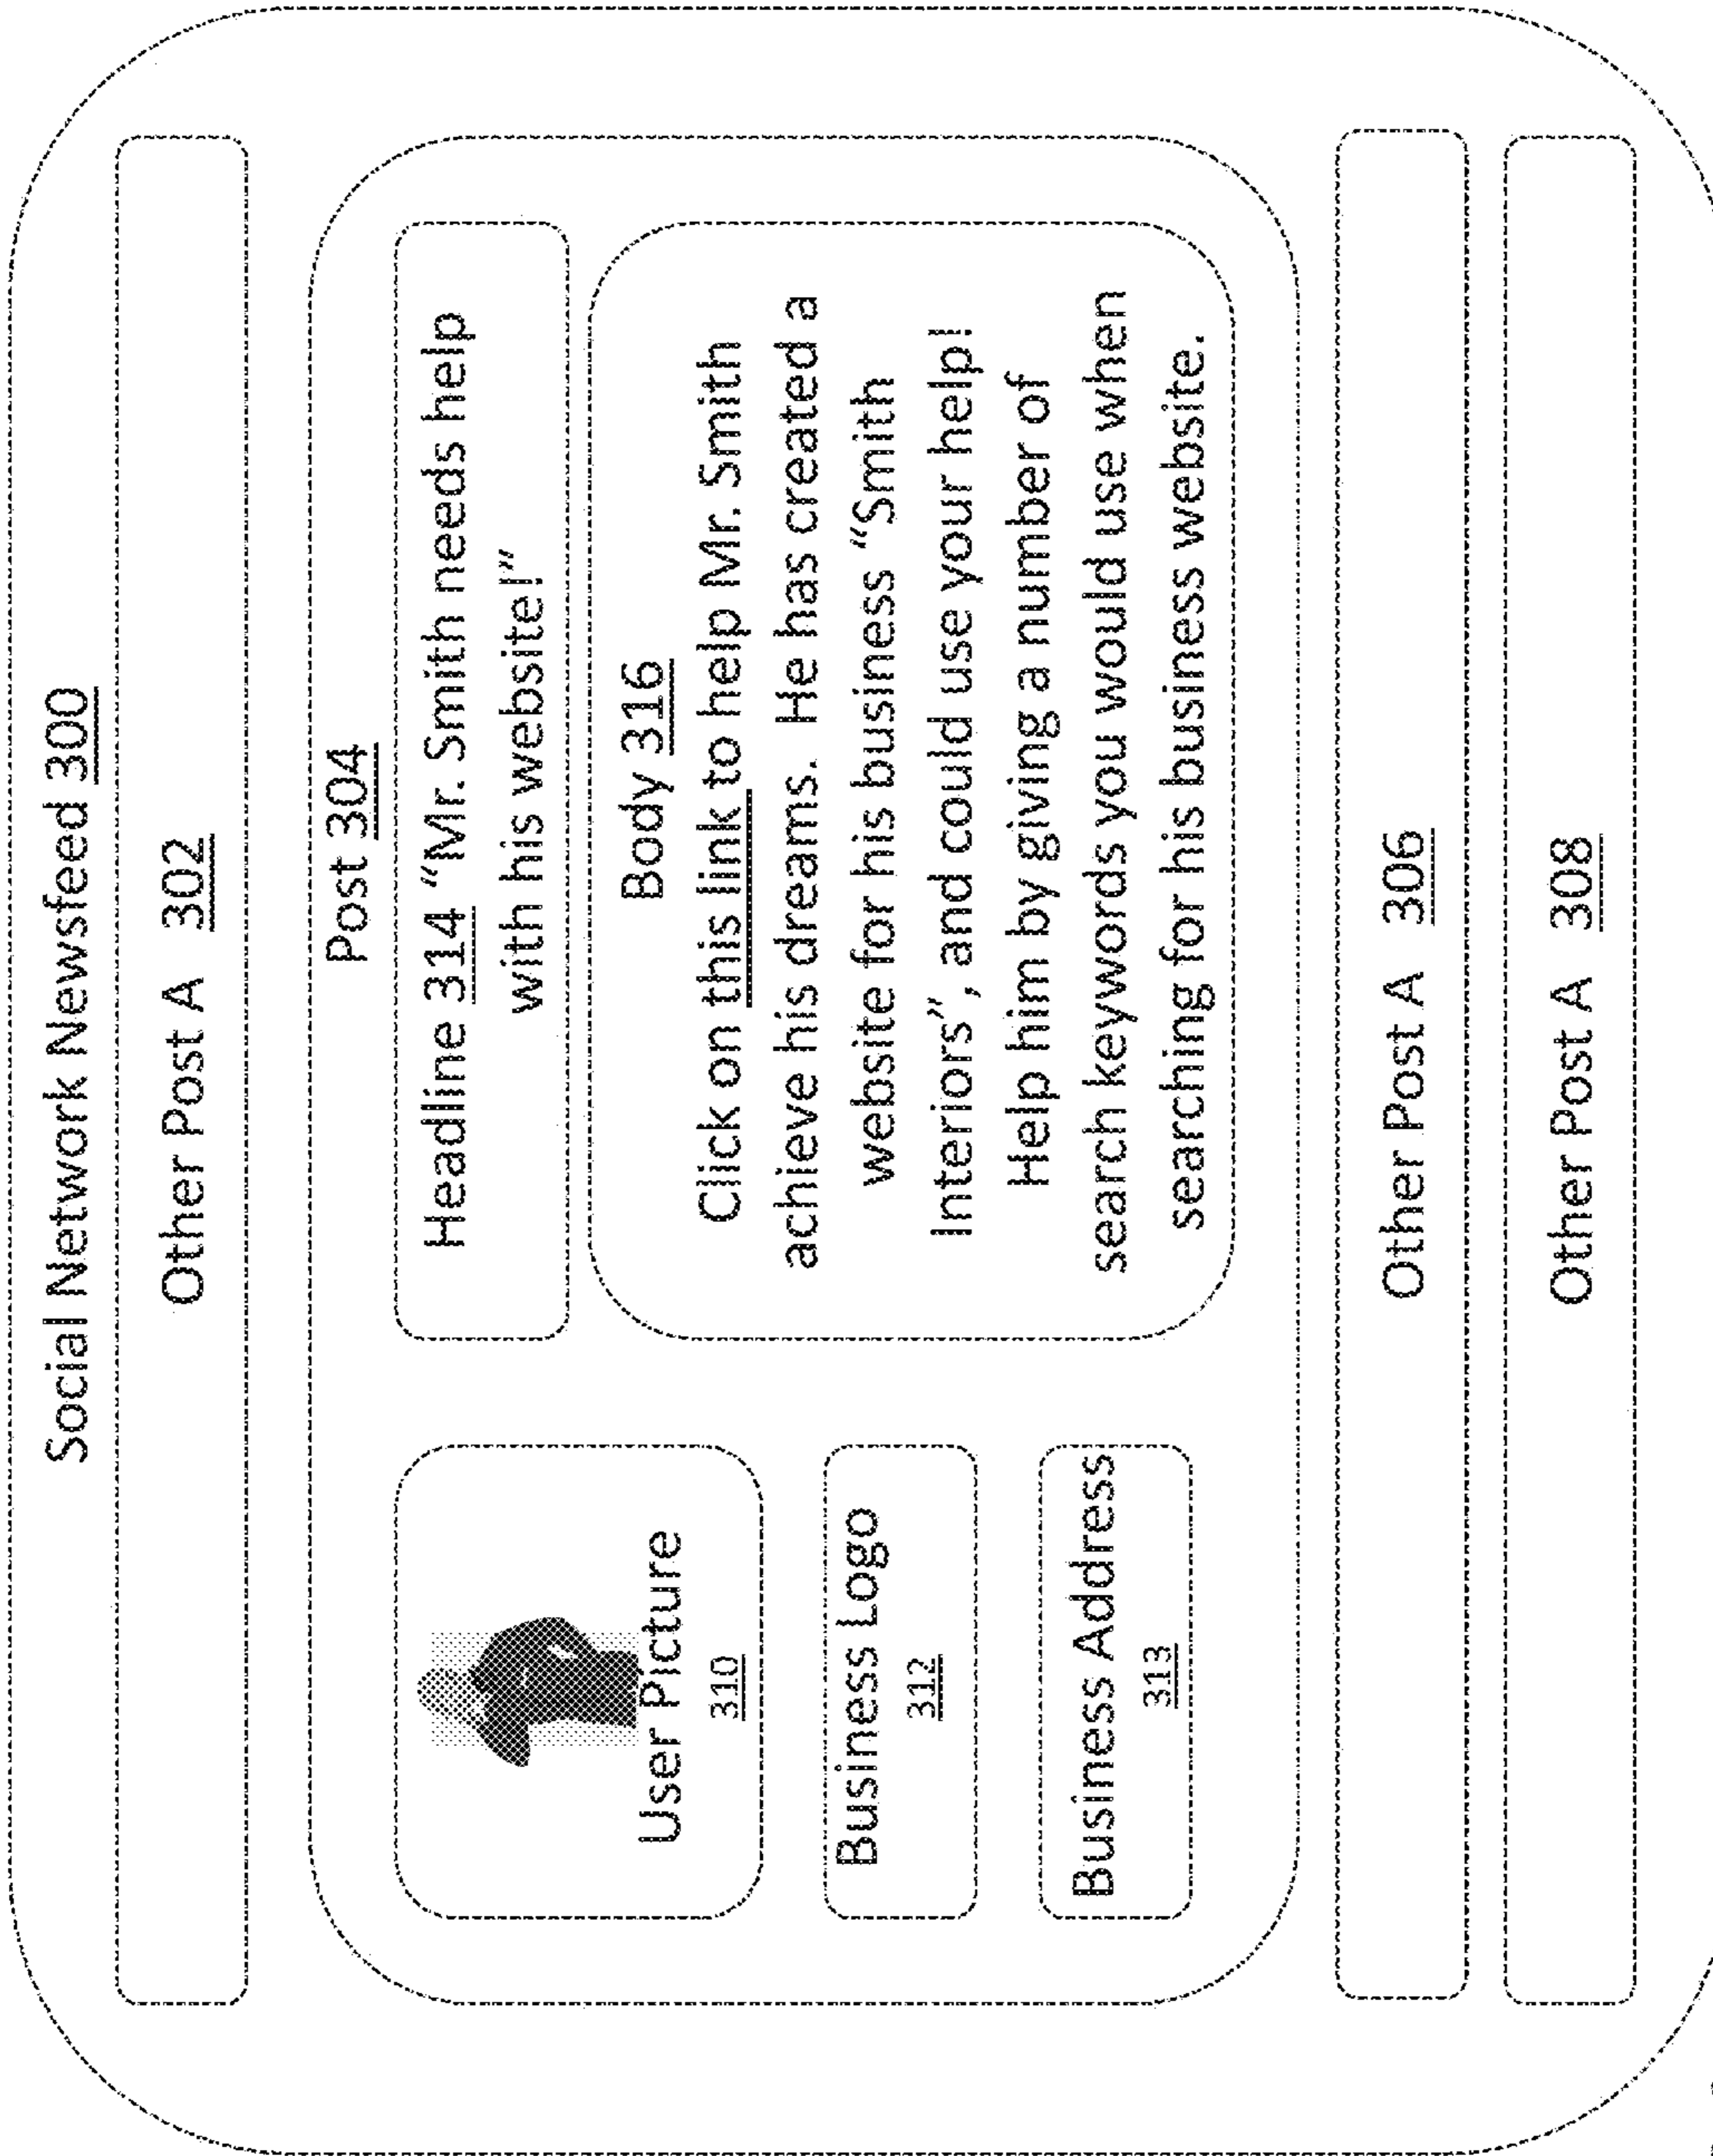 Social Network Newsfeed 300
Other Post A 302
Post 304
User Picture
310
Business Logo
312
Business Address
313
Headline 314 "Mr. Smith needs help
with his website!"
Body 316
Click on this link to help Mr. Smith
achieve his dreams. He has created a
website for his business "Smith
Interiors", and could use your help!
Help him by giving a number of
search keywords you would use when
searching for his business website.
Other Post A 306
Other Post A 308